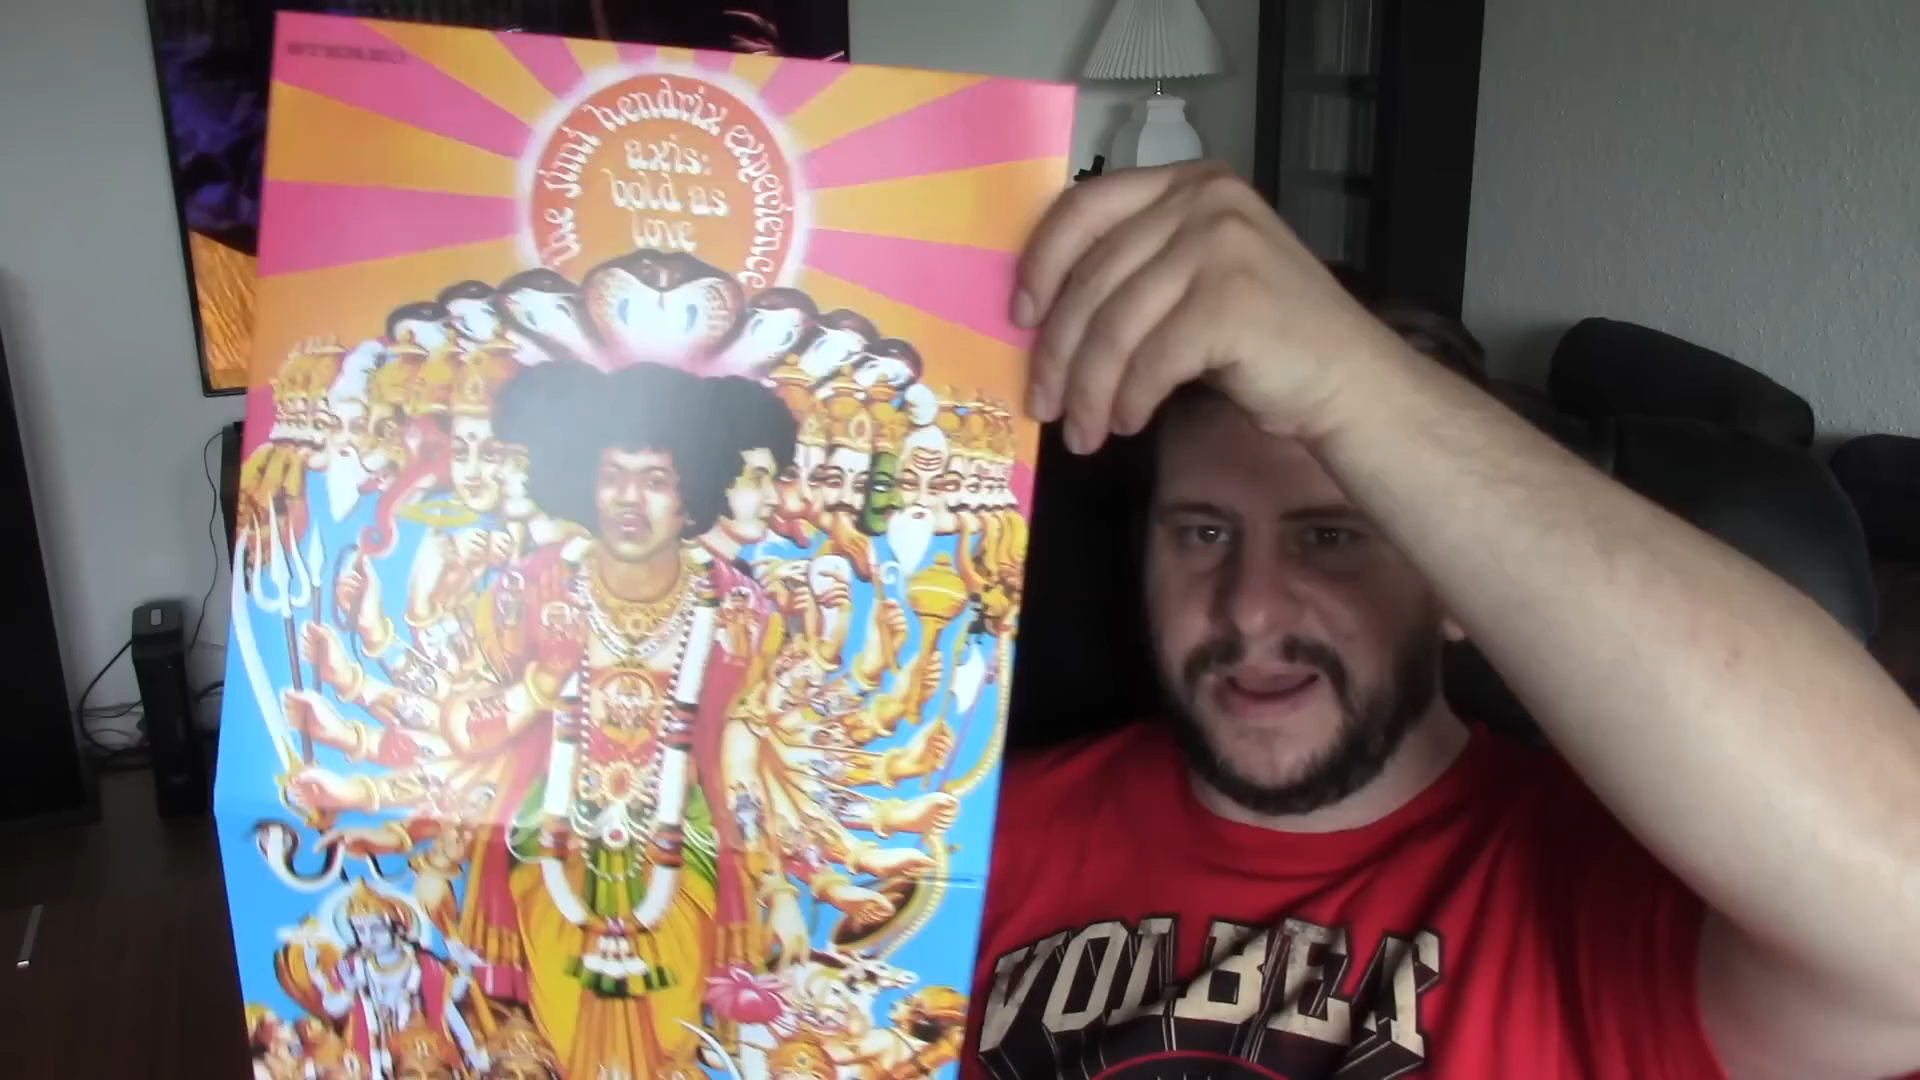 the jimi hendrix experience
axis:
bold as
love
VOLBEAT